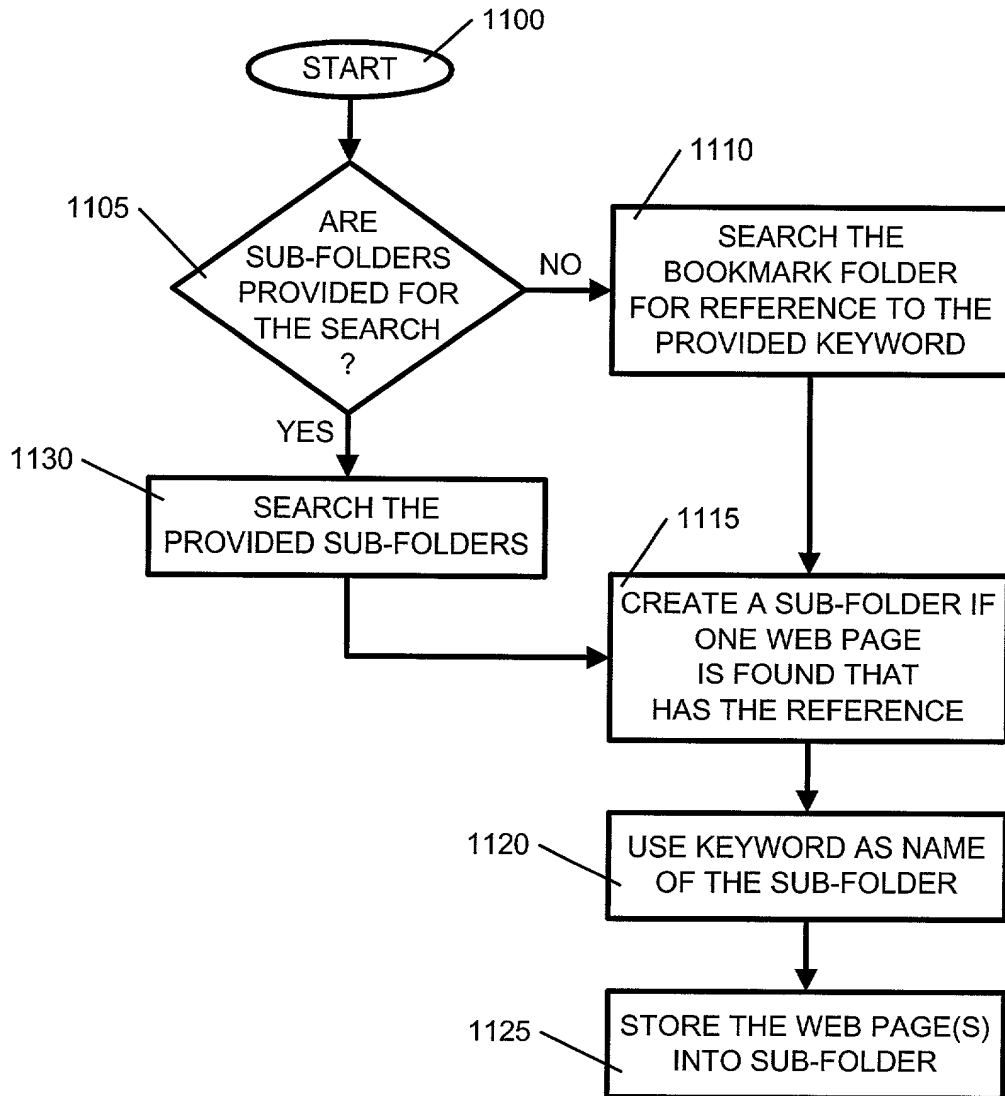 1100
START
1105
ARE
SUB-FOLDERS
PROVIDED FOR
THE SEARCH
?
NO
1110
SEARCH THE
BOOKMARK FOLDER
FOR REFERENCE TO THE
PROVIDED KEYWORD
YES
1130
SEARCH THE
PROVIDED SUB-FOLDERS
1115
CREATE A SUB-FOLDER IF
ONE WEB PAGE
IS FOUND THAT
HAS THE REFERENCE
1120
USE KEYWORD AS NAME
OF THE SUB-FOLDER
1125
STORE THE WEB PAGE(S)
INTO SUB-FOLDER